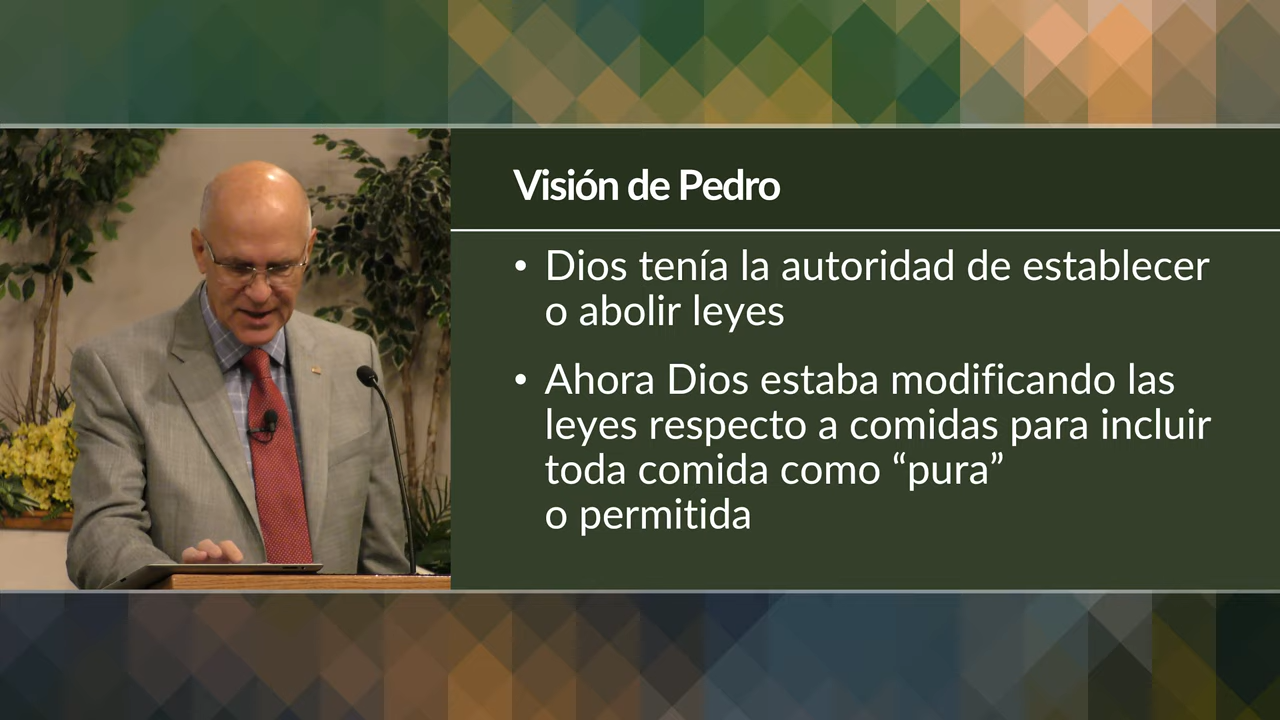 Visión de Pedro
• Dios tenía la autoridad de establecer
o abolir leyes
• Ahora Dios estaba modificando las
leyes respecto a comidas para incluir
toda comida como “pura”
o permitida